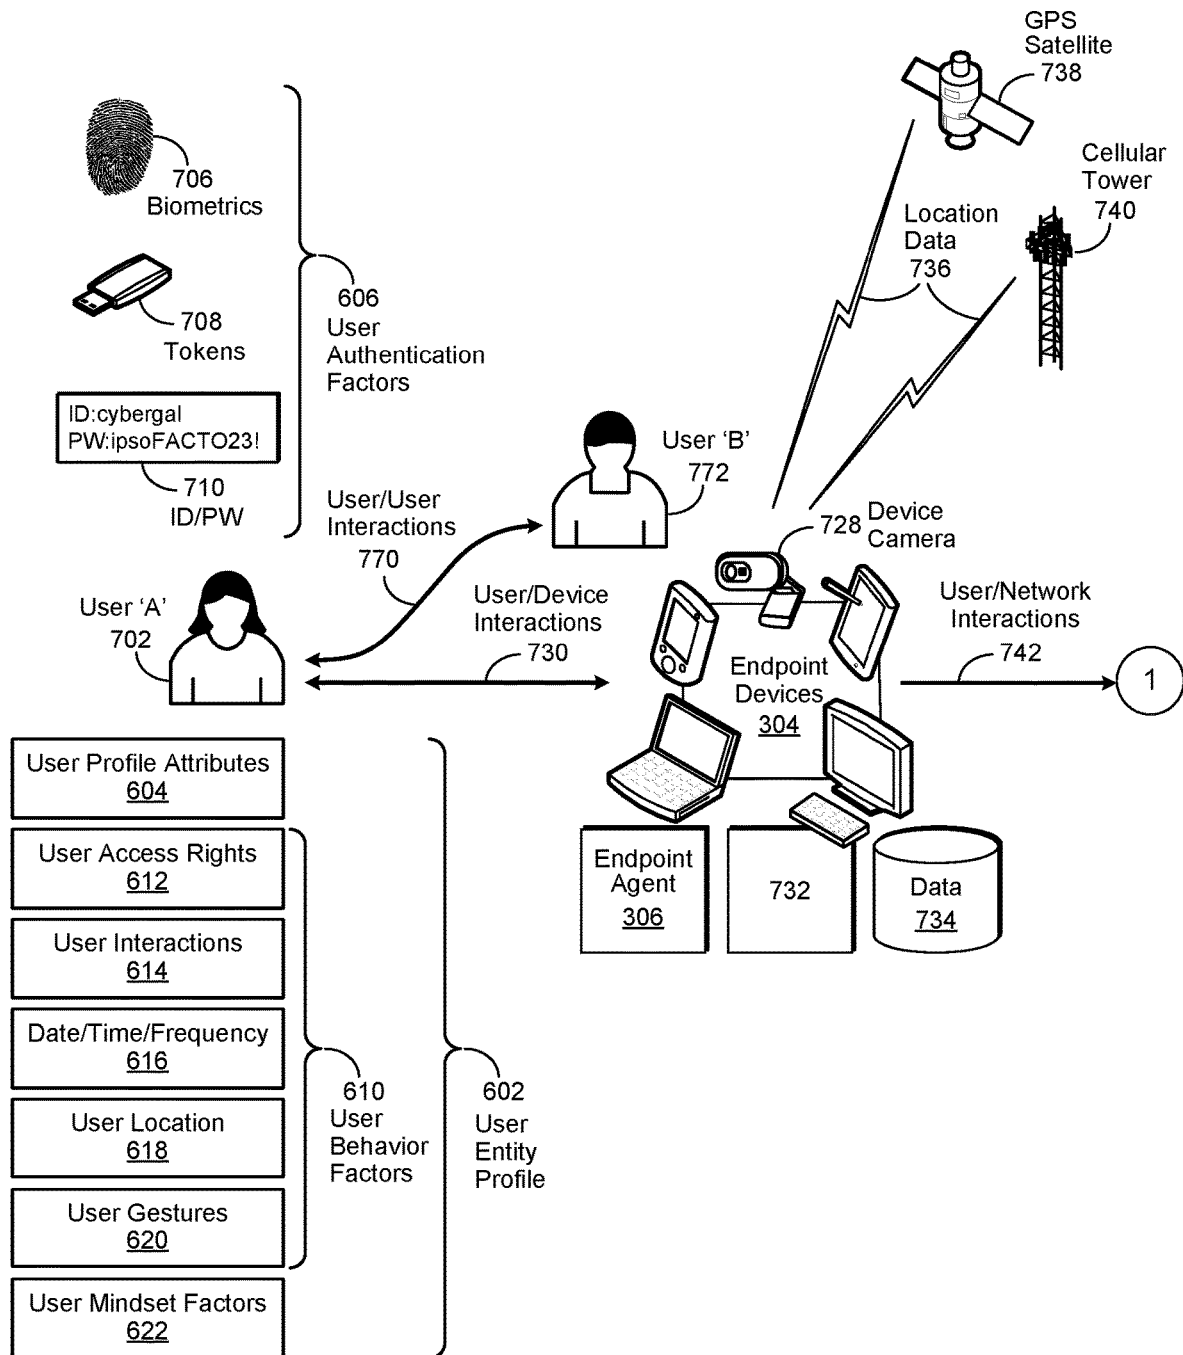 GPS
Satellite
738
Cellular
Tower
740
Location
Data
736
706
Biometrics
708
Tokens
ID:cybergal
PW:ipsoFACTO23!
710
ID/PW
606
User
Authentication
Factors
User 'B'
772
User/User
Interactions
770
728 Device
Camera
User 'A'
702
User/Device
Interactions
730
Endpoint
Devices
304
User/Network
Interactions
742
1
Endpoint
Agent
306
732
Data
734
User Profile Attributes
604
User Access Rights
612
User Interactions
614
Date/Time/Frequency
616
User Location
618
User Gestures
620
User Mindset Factors
622
610
User
Behavior
Factors
602
User
Entity
Profile